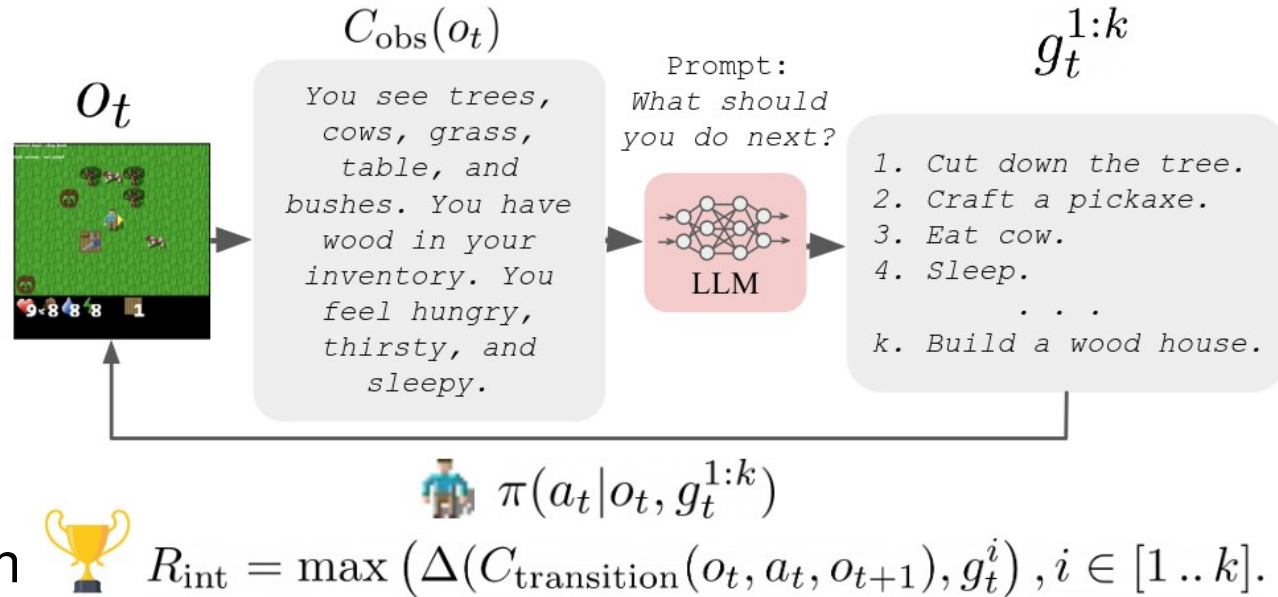 C_obs(o_t)
o_t
You see trees,
cows, grass,
table, and
bushes. You have
wood in your
inventory. You
feel hungry,
thirsty, and
sleepy.
9 8 8 8 1
Prompt:
What should
you do next?
LLM
g_t^{1:k}
1. Cut down the tree.
2. Craft a pickaxe.
3. Eat cow.
4. Sleep.
. . .
k. Build a wood house.
π(a_t|o_t, g_t^{1:k})
n R_int = max (Δ(C_transition(o_t, a_t, o_{t+1}), g_t^i) , i ∈ [1 .. k].